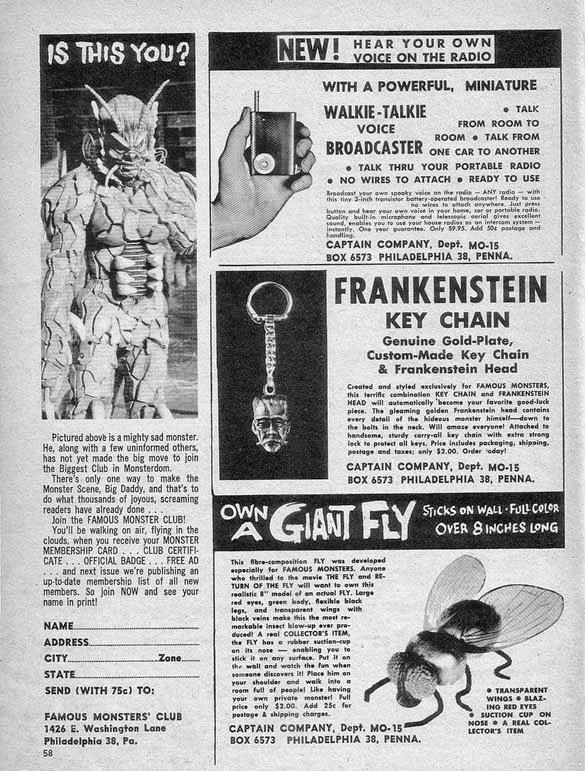 IS THIS YOU?
Pictured above is a mighty sad monster.
He, along with a few uninformed others,
has not yet made the big move to join
the Biggest Club in Monsterdom.
There's only one way to make the
Monster Scene, Big Daddy, and that's to
do what thousands of joyous, screaming
readers have already done . . .
Join the FAMOUS MONSTER CLUB!
You'll be walking on air, flying in the
clouds, when you receive your MONSTER
MEMBERSHIP CARD . . . CLUB CERTIFI-
CATE . . . OFFICIAL BADGE . . . FREE AD
. . . and next issue we're publishing an
up-to-date membership list of all new
members. So join NOW and see your
name in print!
NAME
ADDRESS
CITY Zone
STATE
SEND (WITH 75c) TO:
FAMOUS MONSTERS' CLUB
1426 E. Washington Lane
Philadelphia 38, Pa.
58
NEW! HEAR YOUR OWN
VOICE ON THE RADIO
WITH A POWERFUL, MINIATURE
WALKIE-TALKIE
VOICE
BROADCASTER
• TALK
FROM ROOM TO
ROOM • TALK FROM
ONE CAR TO ANOTHER
• TALK THRU YOUR PORTABLE RADIO
• NO WIRES TO ATTACH • READY TO USE
Broadcast your own spooky voice on the radio — ANY radio — with
this tiny 3-inch transistor battery-operated broadcaster! Ready to use
no wires to attach anywhere. Just press
button and hear your own voice in your home, car or portable radio.
Quality built-in microphone and telescopic aerial gives excellent
sound, enables you to use your house radios as an intercom system —
instantly. One year guarantee. Only $9.95. Add 50c postage and
handling.
CAPTAIN COMPANY, Dept. MO-15
BOX 6573 PHILADELPHIA 38, PENNA.
FRANKENSTEIN
KEY CHAIN
Genuine Gold-Plate,
Custom-Made Key Chain
& Frankenstein Head
Created and styled exclusively for FAMOUS MONSTERS,
this terrific combination KEY CHAIN and FRANKENSTEIN
HEAD will automatically become your favorite good-luck
piece. The gleaming golden Frankenstein head contains
every detail of the hideous monster himself—down to
the bolts in the neck. Will amaze everyone! Attached to
handsome, sturdy carry-all key chain with extra strong
lock to protect all keys. Price includes packaging, shipping,
postage and taxes; only $2.00. Order today!
CAPTAIN COMPANY, Dept. MO-15
BOX 6573 PHILADELPHIA 38, PENNA.
OWN A GIANT FLY
STICKS ON WALL • FULL COLOR
OVER 8 INCHES LONG
This fibre-composition FLY was developed
especially for FAMOUS MONSTERS. Anyone
who thrilled to the movie THE FLY and RE-
TURN OF THE FLY will want to own this
realistic 8" model of an actual FLY. Large
red eyes, green body, flexible black
legs, and transparent wings with
black veins make this the most re-
markable insect blow-up ever pro-
duced! A real COLLECTOR'S ITEM,
the FLY has a rubber suction-cup
on its nose — enabling you to
stick it on any surface. Put it on
the wall and watch the fun when
someone discovers it! Place him on
your shoulder and walk into a
room full of people! Like having
your own private monster! Full
price only $2.00. Add 25c for
postage & shipping charges.
CAPTAIN COMPANY, Dept. MO-15
BOX 6573 PHILADELPHIA 38, PENNA.
• TRANSPARENT
WINGS • BLAZ-
ING RED EYES
• SUCTION CUP ON
NOSE • A REAL COL-
LECTOR'S ITEM